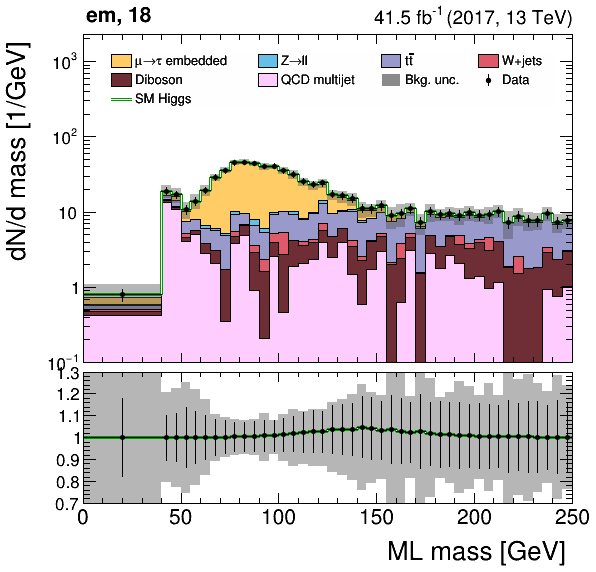 em, 18 41.5 fb⁻¹ (2017, 13 TeV)
dN/d mass [1/GeV]
10³
10²
10
1
10⁻¹
μ→τ embedded Z→ll tt̄ W+jets
Diboson QCD multijet Bkg. unc. Data
SM Higgs
1.3
1.2
1.1
1
0.9
0.8
0.7
0 50 100 150 200 250
ML mass [GeV]